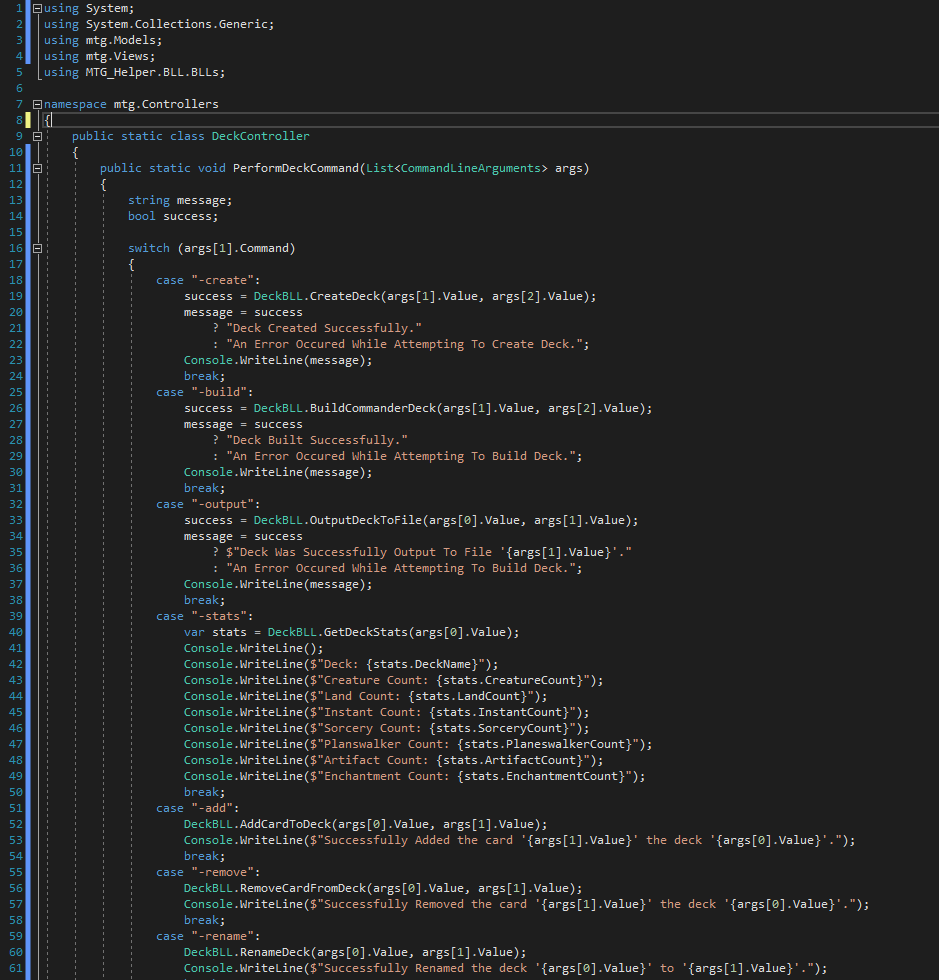 1 using System;
2 using System.Collections.Generic;
3 using mtg.Models;
4 using mtg.Views;
5 using MTG_Helper.BLL.BLLs;
6
7 namespace mtg.Controllers
8 {
9     public static class DeckController
10     {
11         public static void PerformDeckCommand(List<CommandLineArguments> args)
12         {
13             string message;
14             bool success;
15
16             switch (args[1].Command)
17             {
18                 case "-create":
19                     success = DeckBLL.CreateDeck(args[1].Value, args[2].Value);
20                     message = success
21                         ? "Deck Created Successfully."
22                         : "An Error Occured While Attempting To Create Deck.";
23                     Console.WriteLine(message);
24                     break;
25                 case "-build":
26                     success = DeckBLL.BuildCommanderDeck(args[1].Value, args[2].Value);
27                     message = success
28                         ? "Deck Built Successfully."
29                         : "An Error Occured While Attempting To Build Deck.";
30                     Console.WriteLine(message);
31                     break;
32                 case "-output":
33                     success = DeckBLL.OutputDeckToFile(args[0].Value, args[1].Value);
34                     message = success
35                         ? $"Deck Was Successfully Output To File '{args[1].Value}'."
36                         : "An Error Occured While Attempting To Build Deck.";
37                     Console.WriteLine(message);
38                     break;
39                 case "-stats":
40                     var stats = DeckBLL.GetDeckStats(args[0].Value);
41                     Console.WriteLine();
42                     Console.WriteLine($"Deck: {stats.DeckName}");
43                     Console.WriteLine($"Creature Count: {stats.CreatureCount}");
44                     Console.WriteLine($"Land Count: {stats.LandCount}");
45                     Console.WriteLine($"Instant Count: {stats.InstantCount}");
46                     Console.WriteLine($"Sorcery Count: {stats.SorceryCount}");
47                     Console.WriteLine($"Planswalker Count: {stats.PlaneswalkerCount}");
48                     Console.WriteLine($"Artifact Count: {stats.ArtifactCount}");
49                     Console.WriteLine($"Enchantment Count: {stats.EnchantmentCount}");
50                     break;
51                 case "-add":
52                     DeckBLL.AddCardToDeck(args[0].Value, args[1].Value);
53                     Console.WriteLine($"Successfully Added the card '{args[1].Value}' the deck '{args[0].Value}'.");
54                     break;
55                 case "-remove":
56                     DeckBLL.RemoveCardFromDeck(args[0].Value, args[1].Value);
57                     Console.WriteLine($"Successfully Removed the card '{args[1].Value}' the deck '{args[0].Value}'.");
58                     break;
59                 case "-rename":
60                     DeckBLL.RenameDeck(args[0].Value, args[1].Value);
61                     Console.WriteLine($"Successfully Renamed the deck '{args[0].Value}' to '{args[1].Value}'.");